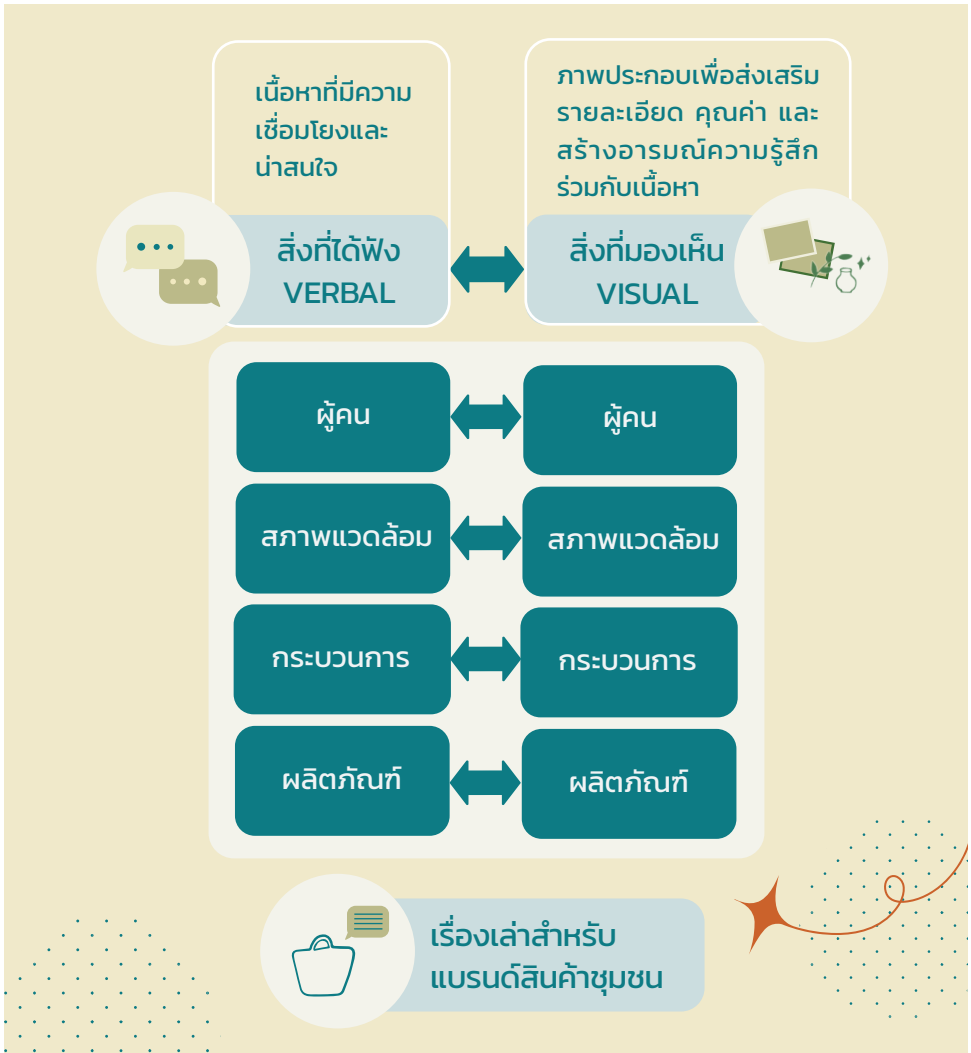 เนื้อหาที่มีความ
เชื่อมโยงและ
น่าสนใจ
สิ่งที่ได้ฟัง
VERBAL
ภาพประกอบเพื่อส่งเสริม
รายละเอียด คุณค่า และ
สร้างอารมณ์ความรู้สึก
ร่วมกับเนื้อหา
สิ่งที่มองเห็น
VISUAL
ผู้คน
ผู้คน
สภาพแวดล้อม
สภาพแวดล้อม
กระบวนการ
กระบวนการ
ผลิตภัณฑ์
ผลิตภัณฑ์
เรื่องเล่าสำหรับ
แบรนด์สินค้าชุมชน